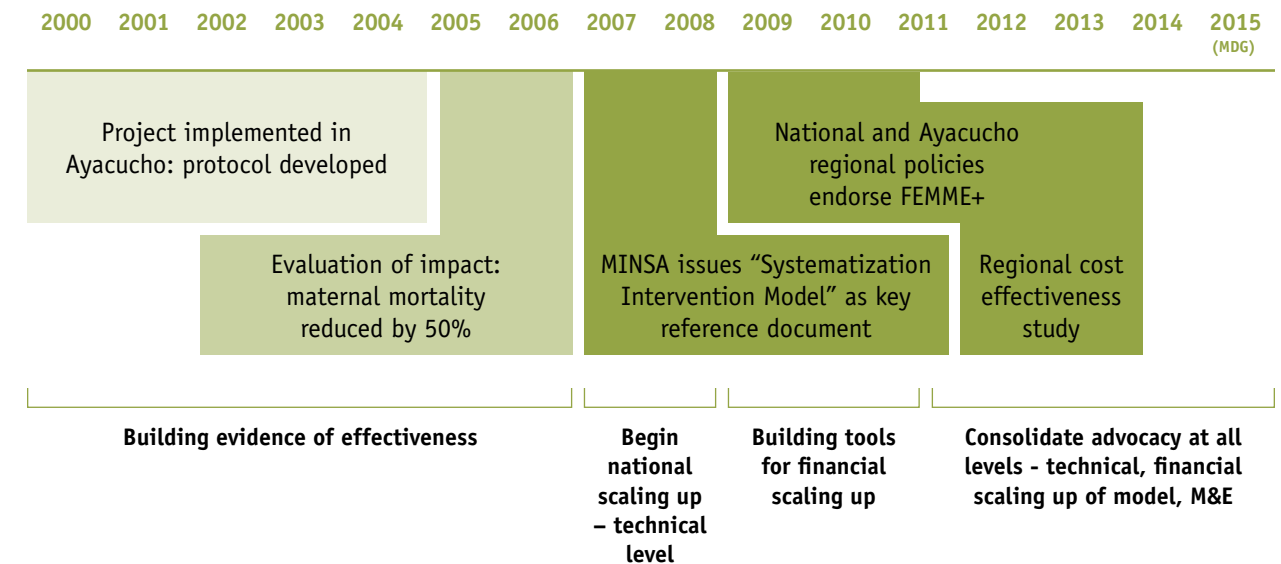 2000 2001 2002 2003 2004 2005 2006 2007 2008 2009 2010 2011 2012 2013 2014 2015
(MDG)
Project implemented in
Ayacucho: protocol developed
National and Ayacucho
regional policies
endorse FEMME+
Evaluation of impact:
maternal mortality
reduced by 50%
MINSA issues “Systematization
Intervention Model” as key
reference document
Regional cost
effectiveness
study
Building evidence of effectiveness
Begin
national
scaling up
– technical
level
Building tools
for financial
scaling up
Consolidate advocacy at all
levels - technical, financial
scaling up of model, M&E